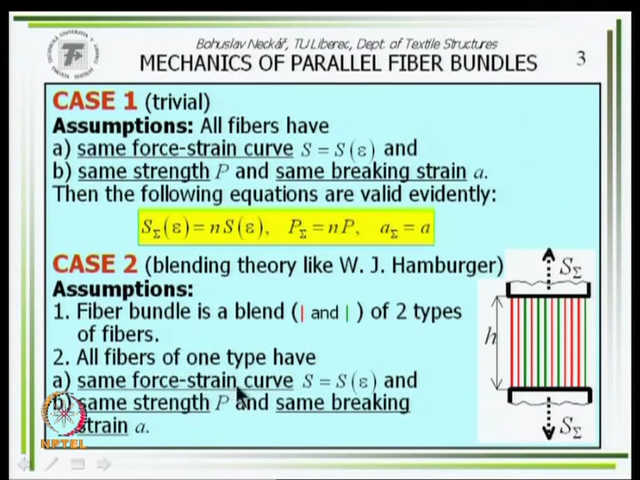 Bohuslav Neckář, TU Liberec, Dept. of Textile Structures
MECHANICS OF PARALLEL FIBER BUNDLES
3
CASE 1 (trivial)
Assumptions: All fibers have
a) same force-strain curve S = S(ε) and
b) same strength P and same breaking strain a.
Then the following equations are valid evidently:
S_Σ(ε) = n S(ε), P_Σ = nP, a_Σ = a
CASE 2 (blending theory like W. J. Hamburger)
Assumptions:
1. Fiber bundle is a blend (| and | ) of 2 types
of fibers.
2. All fibers of one type have
a) same force-strain curve S = S(ε) and
b) same strength P and same breaking
strain a.
S_Σ
h
S_Σ
NPTEL